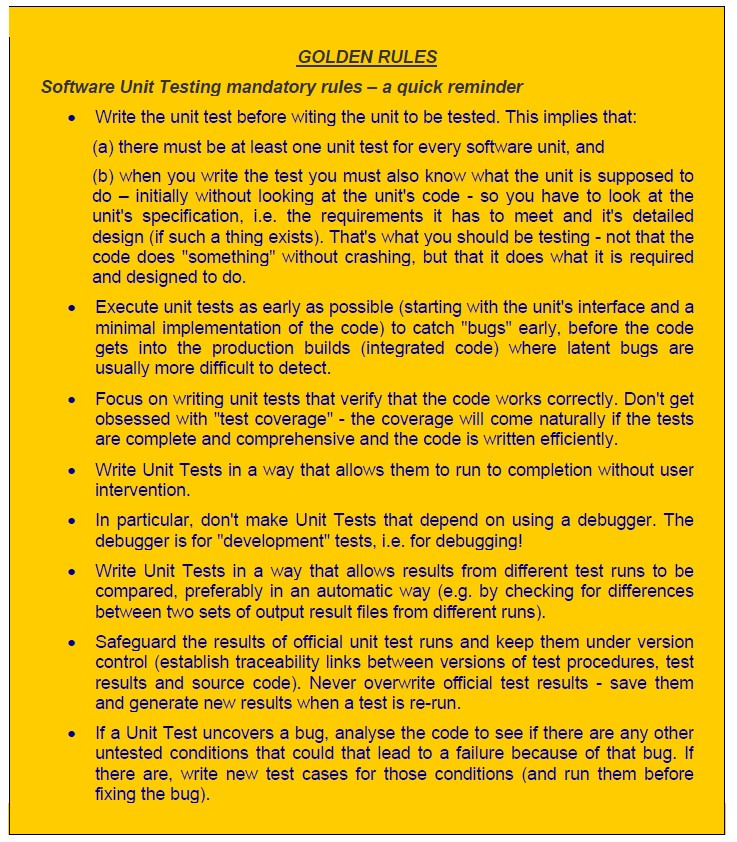 GOLDEN RULES
Software Unit Testing mandatory rules – a quick reminder
• Write the unit test before witing the unit to be tested. This implies that:
(a) there must be at least one unit test for every software unit, and
(b) when you write the test you must also know what the unit is supposed to
do – initially without looking at the unit's code - so you have to look at the
unit's specification, i.e. the requirements it has to meet and it's detailed
design (if such a thing exists). That's what you should be testing - not that the
code does "something" without crashing, but that it does what it is required
and designed to do.
• Execute unit tests as early as possible (starting with the unit's interface and a
minimal implementation of the code) to catch "bugs" early, before the code
gets into the production builds (integrated code) where latent bugs are
usually more difficult to detect.
• Focus on writing unit tests that verify that the code works correctly. Don't get
obsessed with "test coverage" - the coverage will come naturally if the tests
are complete and comprehensive and the code is written efficiently.
• Write Unit Tests in a way that allows them to run to completion without user
intervention.
• In particular, don't make Unit Tests that depend on using a debugger. The
debugger is for "development" tests, i.e. for debugging!
• Write Unit Tests in a way that allows results from different test runs to be
compared, preferably in an automatic way (e.g. by checking for differences
between two sets of output result files from different runs).
• Safeguard the results of official unit test runs and keep them under version
control (establish traceability links between versions of test procedures, test
results and source code). Never overwrite official test results - save them
and generate new results when a test is re-run.
• If a Unit Test uncovers a bug, analyse the code to see if there are any other
untested conditions that could that lead to a failure because of that bug. If
there are, write new test cases for those conditions (and run them before
fixing the bug).